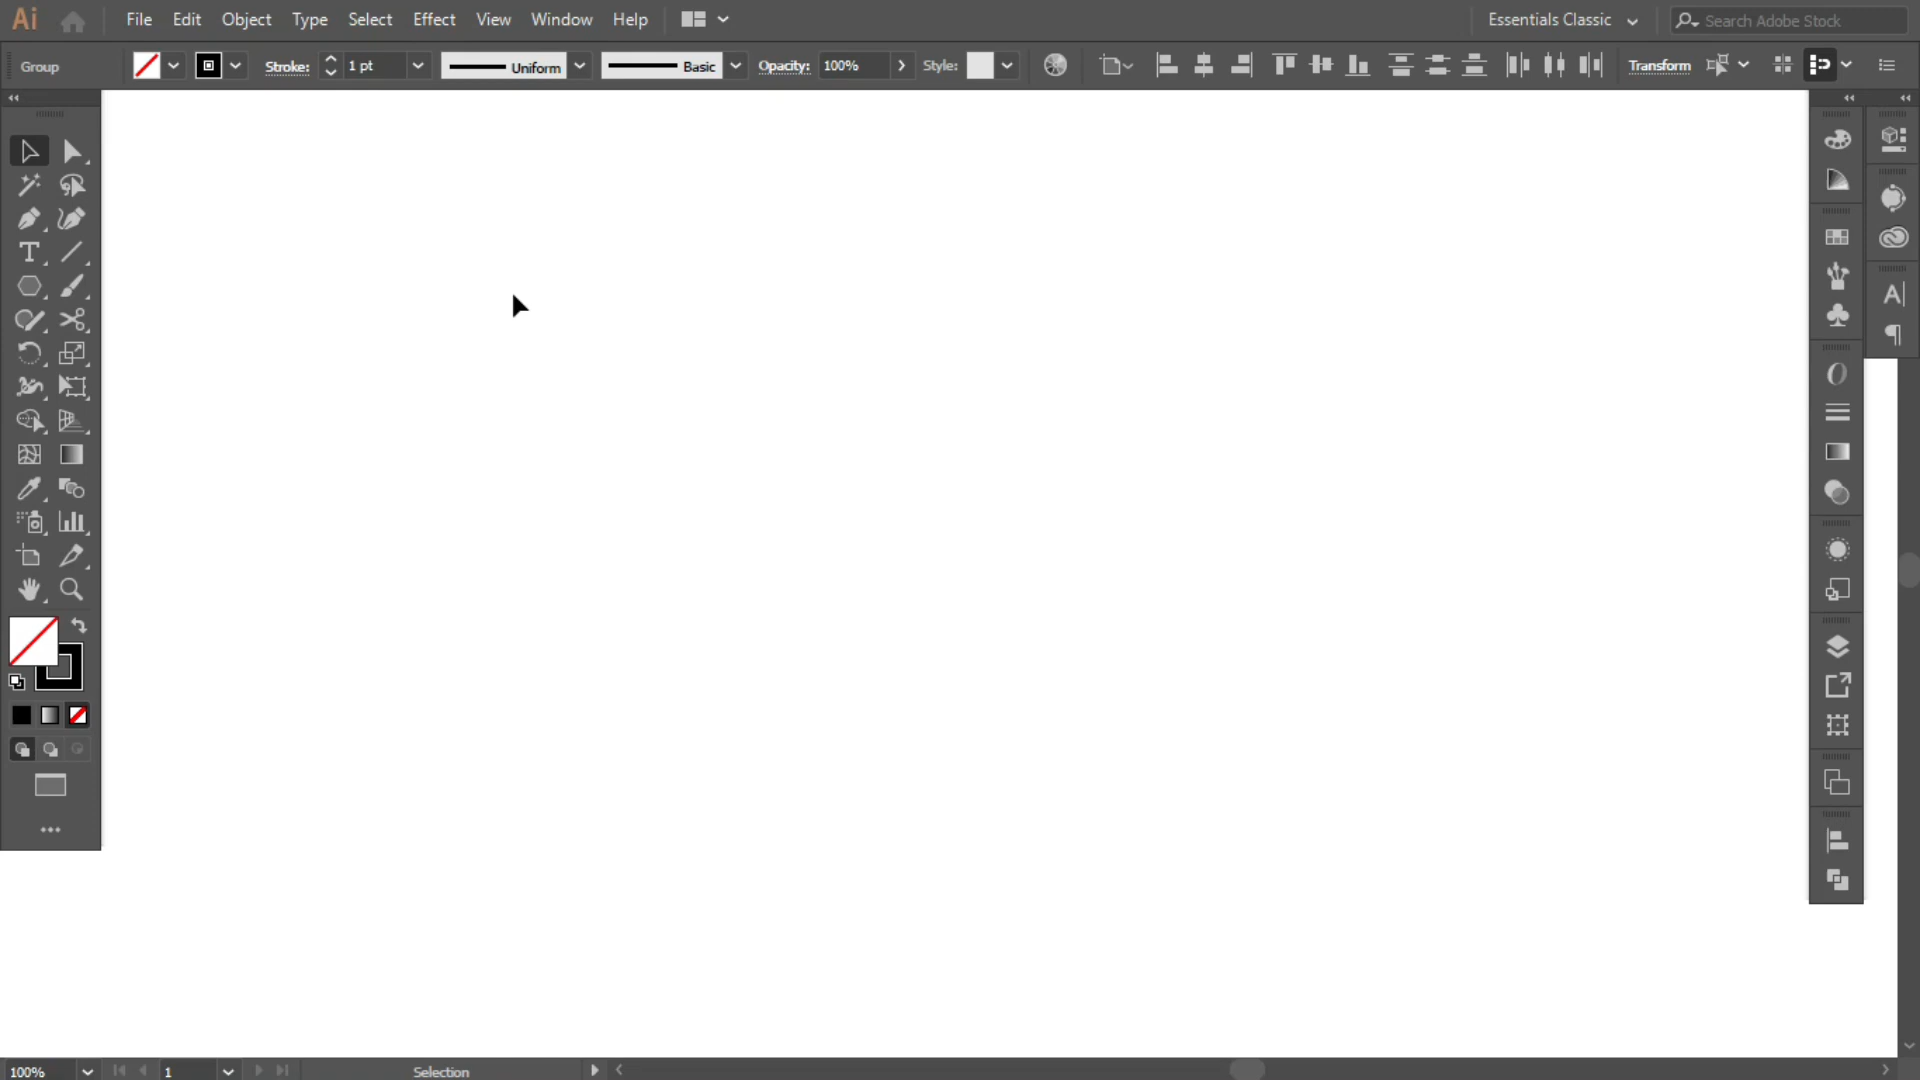 Ai File Edit Object Type Select Effect View Window Help Essentials Classic Search Adobe Stock
Group Stroke: 1 pt Uniform Basic Opacity: 100% Style: Transform
100% 1 Selection